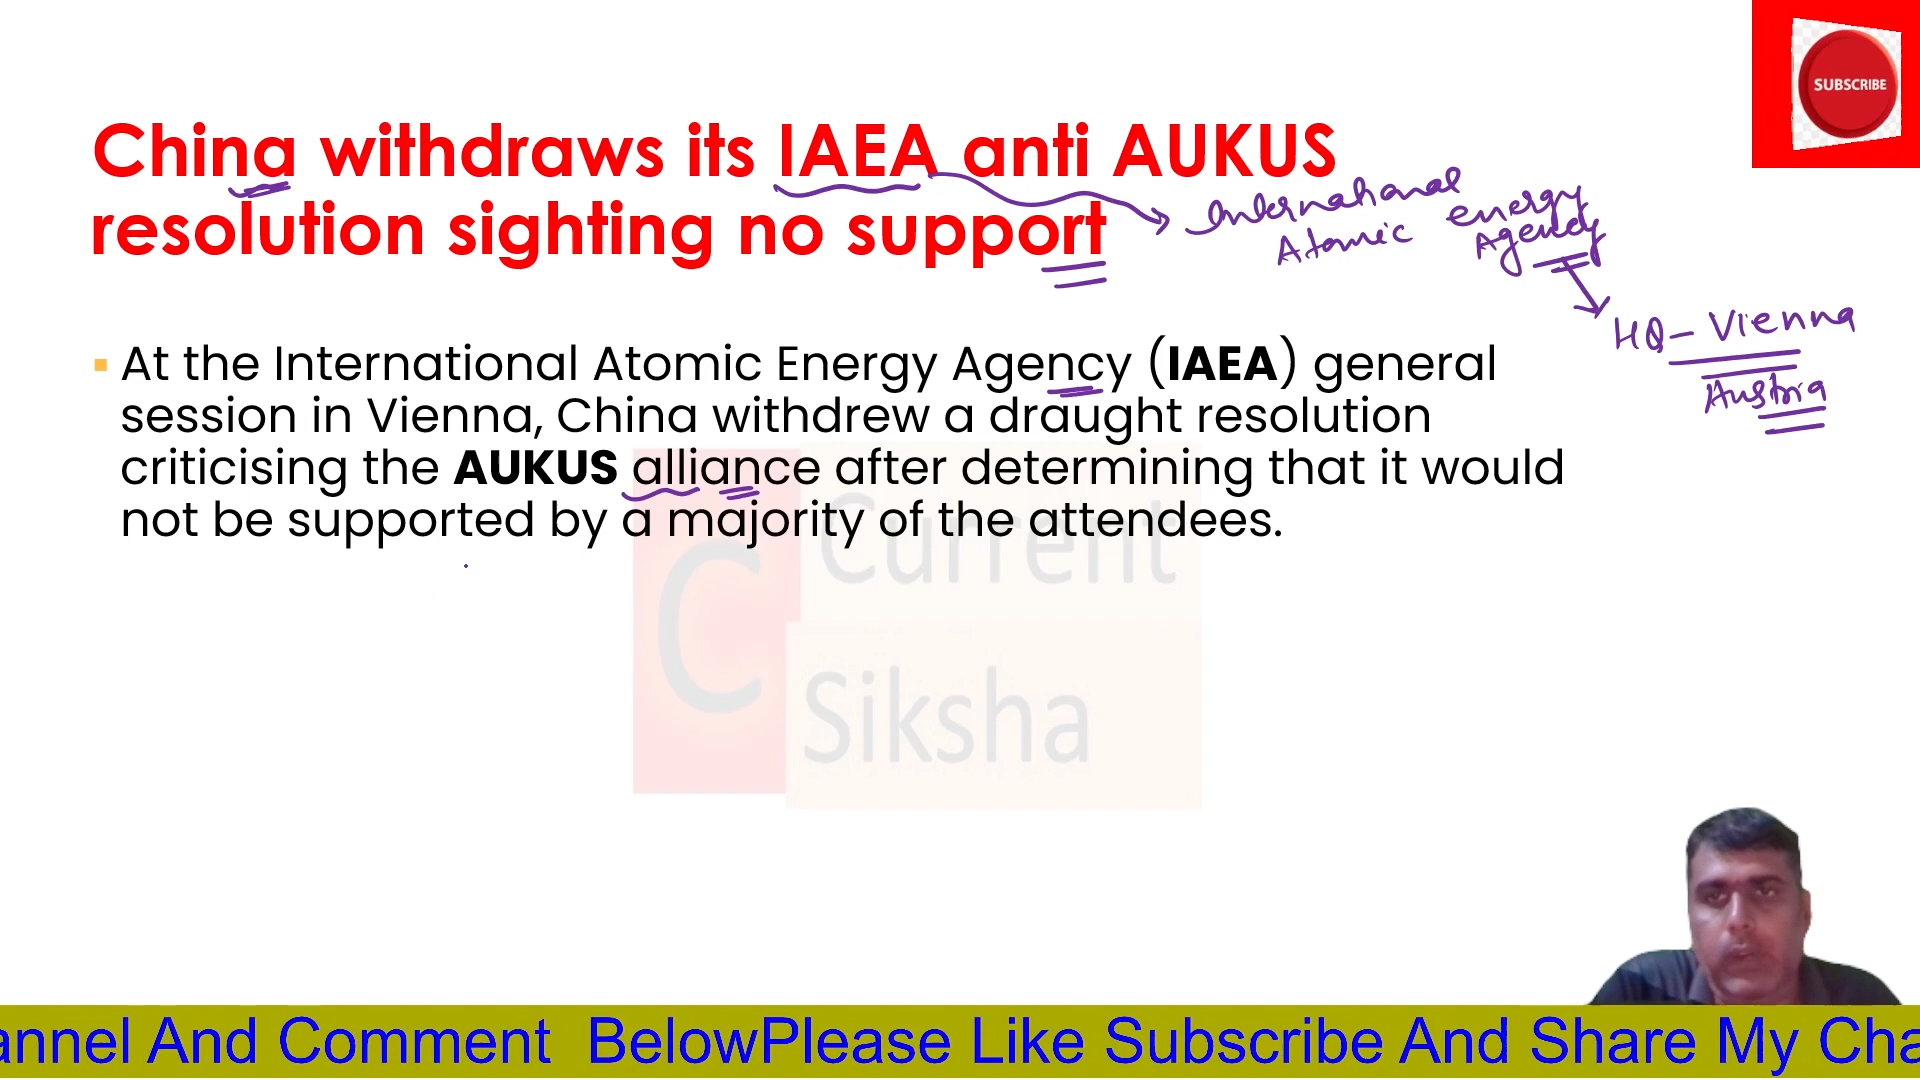 SUBSCRIBE
China withdraws its IAEA anti AUKUS
resolution sighting no support
International
Atomic energy
Agency
HQ - Vienna
Austria
At the International Atomic Energy Agency (IAEA) general
session in Vienna, China withdrew a draught resolution
criticising the AUKUS alliance after determining that it would
not be supported by a majority of the attendees.
C Current
Siksha
annel And Comment  BelowPlease Like Subscribe And Share My Cha